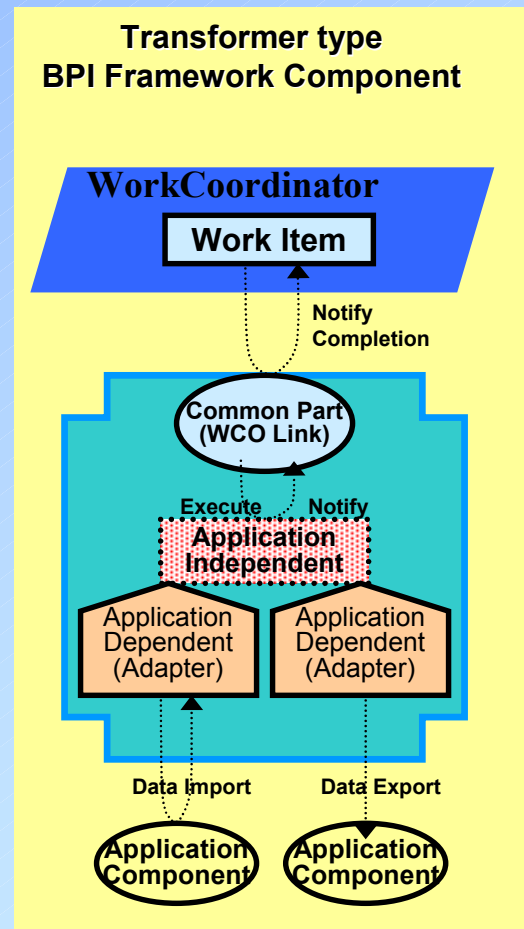 Transformer type
BPI Framework Component
WorkCoordinator
Work Item
Notify
Completion
Common Part
(WCO Link)
Execute Notify
Application
Independent
Application
Dependent
(Adapter)
Application
Dependent
(Adapter)
Data Import
Data Export
Application
Component
Application
Component